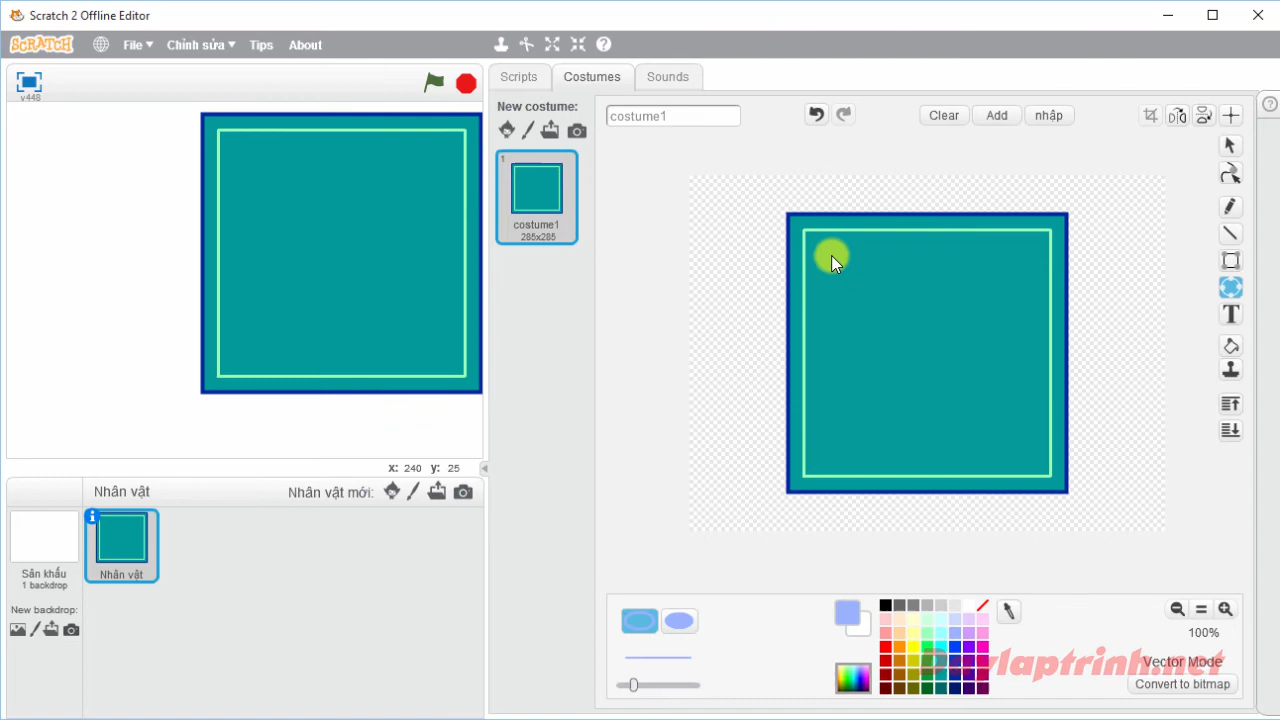 Scratch 2 Offline Editor
SCRATCH File Chỉnh sửa Tips About
v448
Scripts Costumes Sounds
New costume:
costume1
Clear Add nhập
1
costume1
285x285
x: 240 y: 25
Nhân vật Nhân vật mới:
Sân khấu
1 backdrop
Nhân vật
New backdrop:
T
100%
Vector Mode
Convert to bitmap